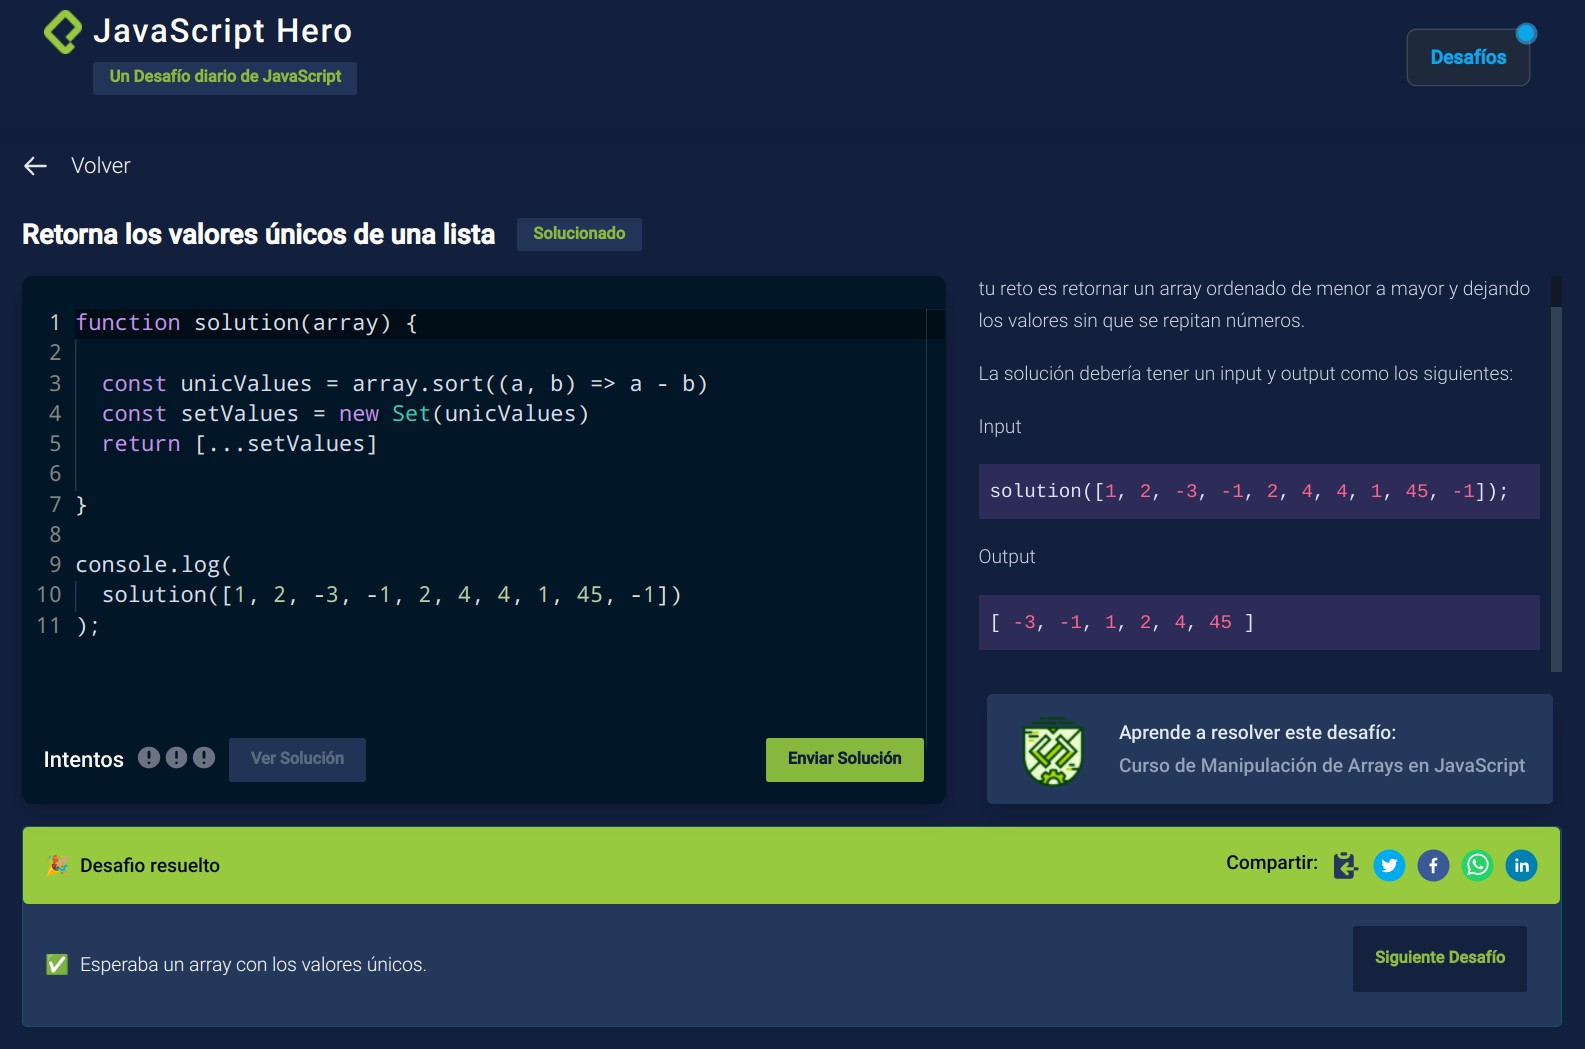 JavaScript Hero
Un Desafío diario de JavaScript
Desafíos
Volver
Retorna los valores únicos de una lista
Solucionado
1 function solution(array) {
2
3 const unicValues = array.sort((a, b) => a - b)
4 const setValues = new Set(unicValues)
5 return [...setValues]
6
7 }
8
9 console.log(
10 solution([1, 2, -3, -1, 2, 4, 4, 1, 45, -1])
11 );
Intentos
Ver Solución
Enviar Solución
tu reto es retornar un array ordenado de menor a mayor y dejando
los valores sin que se repitan números.
La solución debería tener un input y output como los siguientes:
Input
solution([1, 2, -3, -1, 2, 4, 4, 1, 45, -1]);
Output
[ -3, -1, 1, 2, 4, 45 ]
Aprende a resolver este desafío:
Curso de Manipulación de Arrays en JavaScript
Desafio resuelto
Compartir:
Esperaba un array con los valores únicos.
Siguiente Desafío